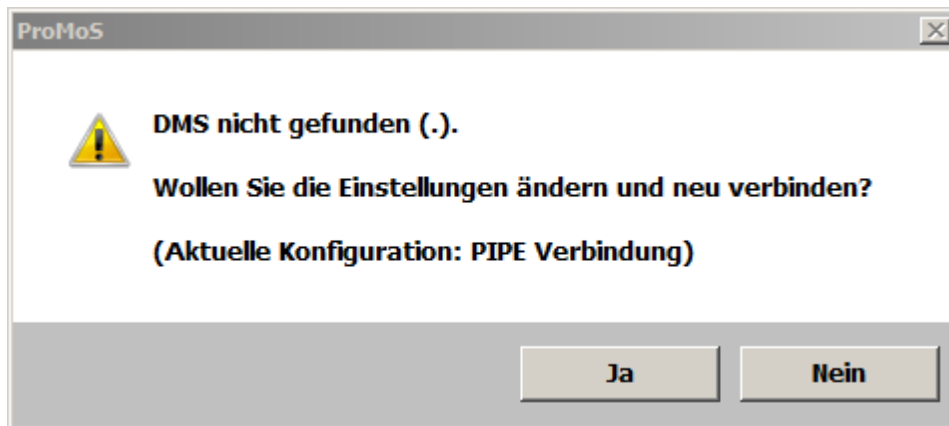 ProMoS
DMS nicht gefunden (.).
Wollen Sie die Einstellungen ändern und neu verbinden?
(Aktuelle Konfiguration: PIPE Verbindung)
Ja
Nein